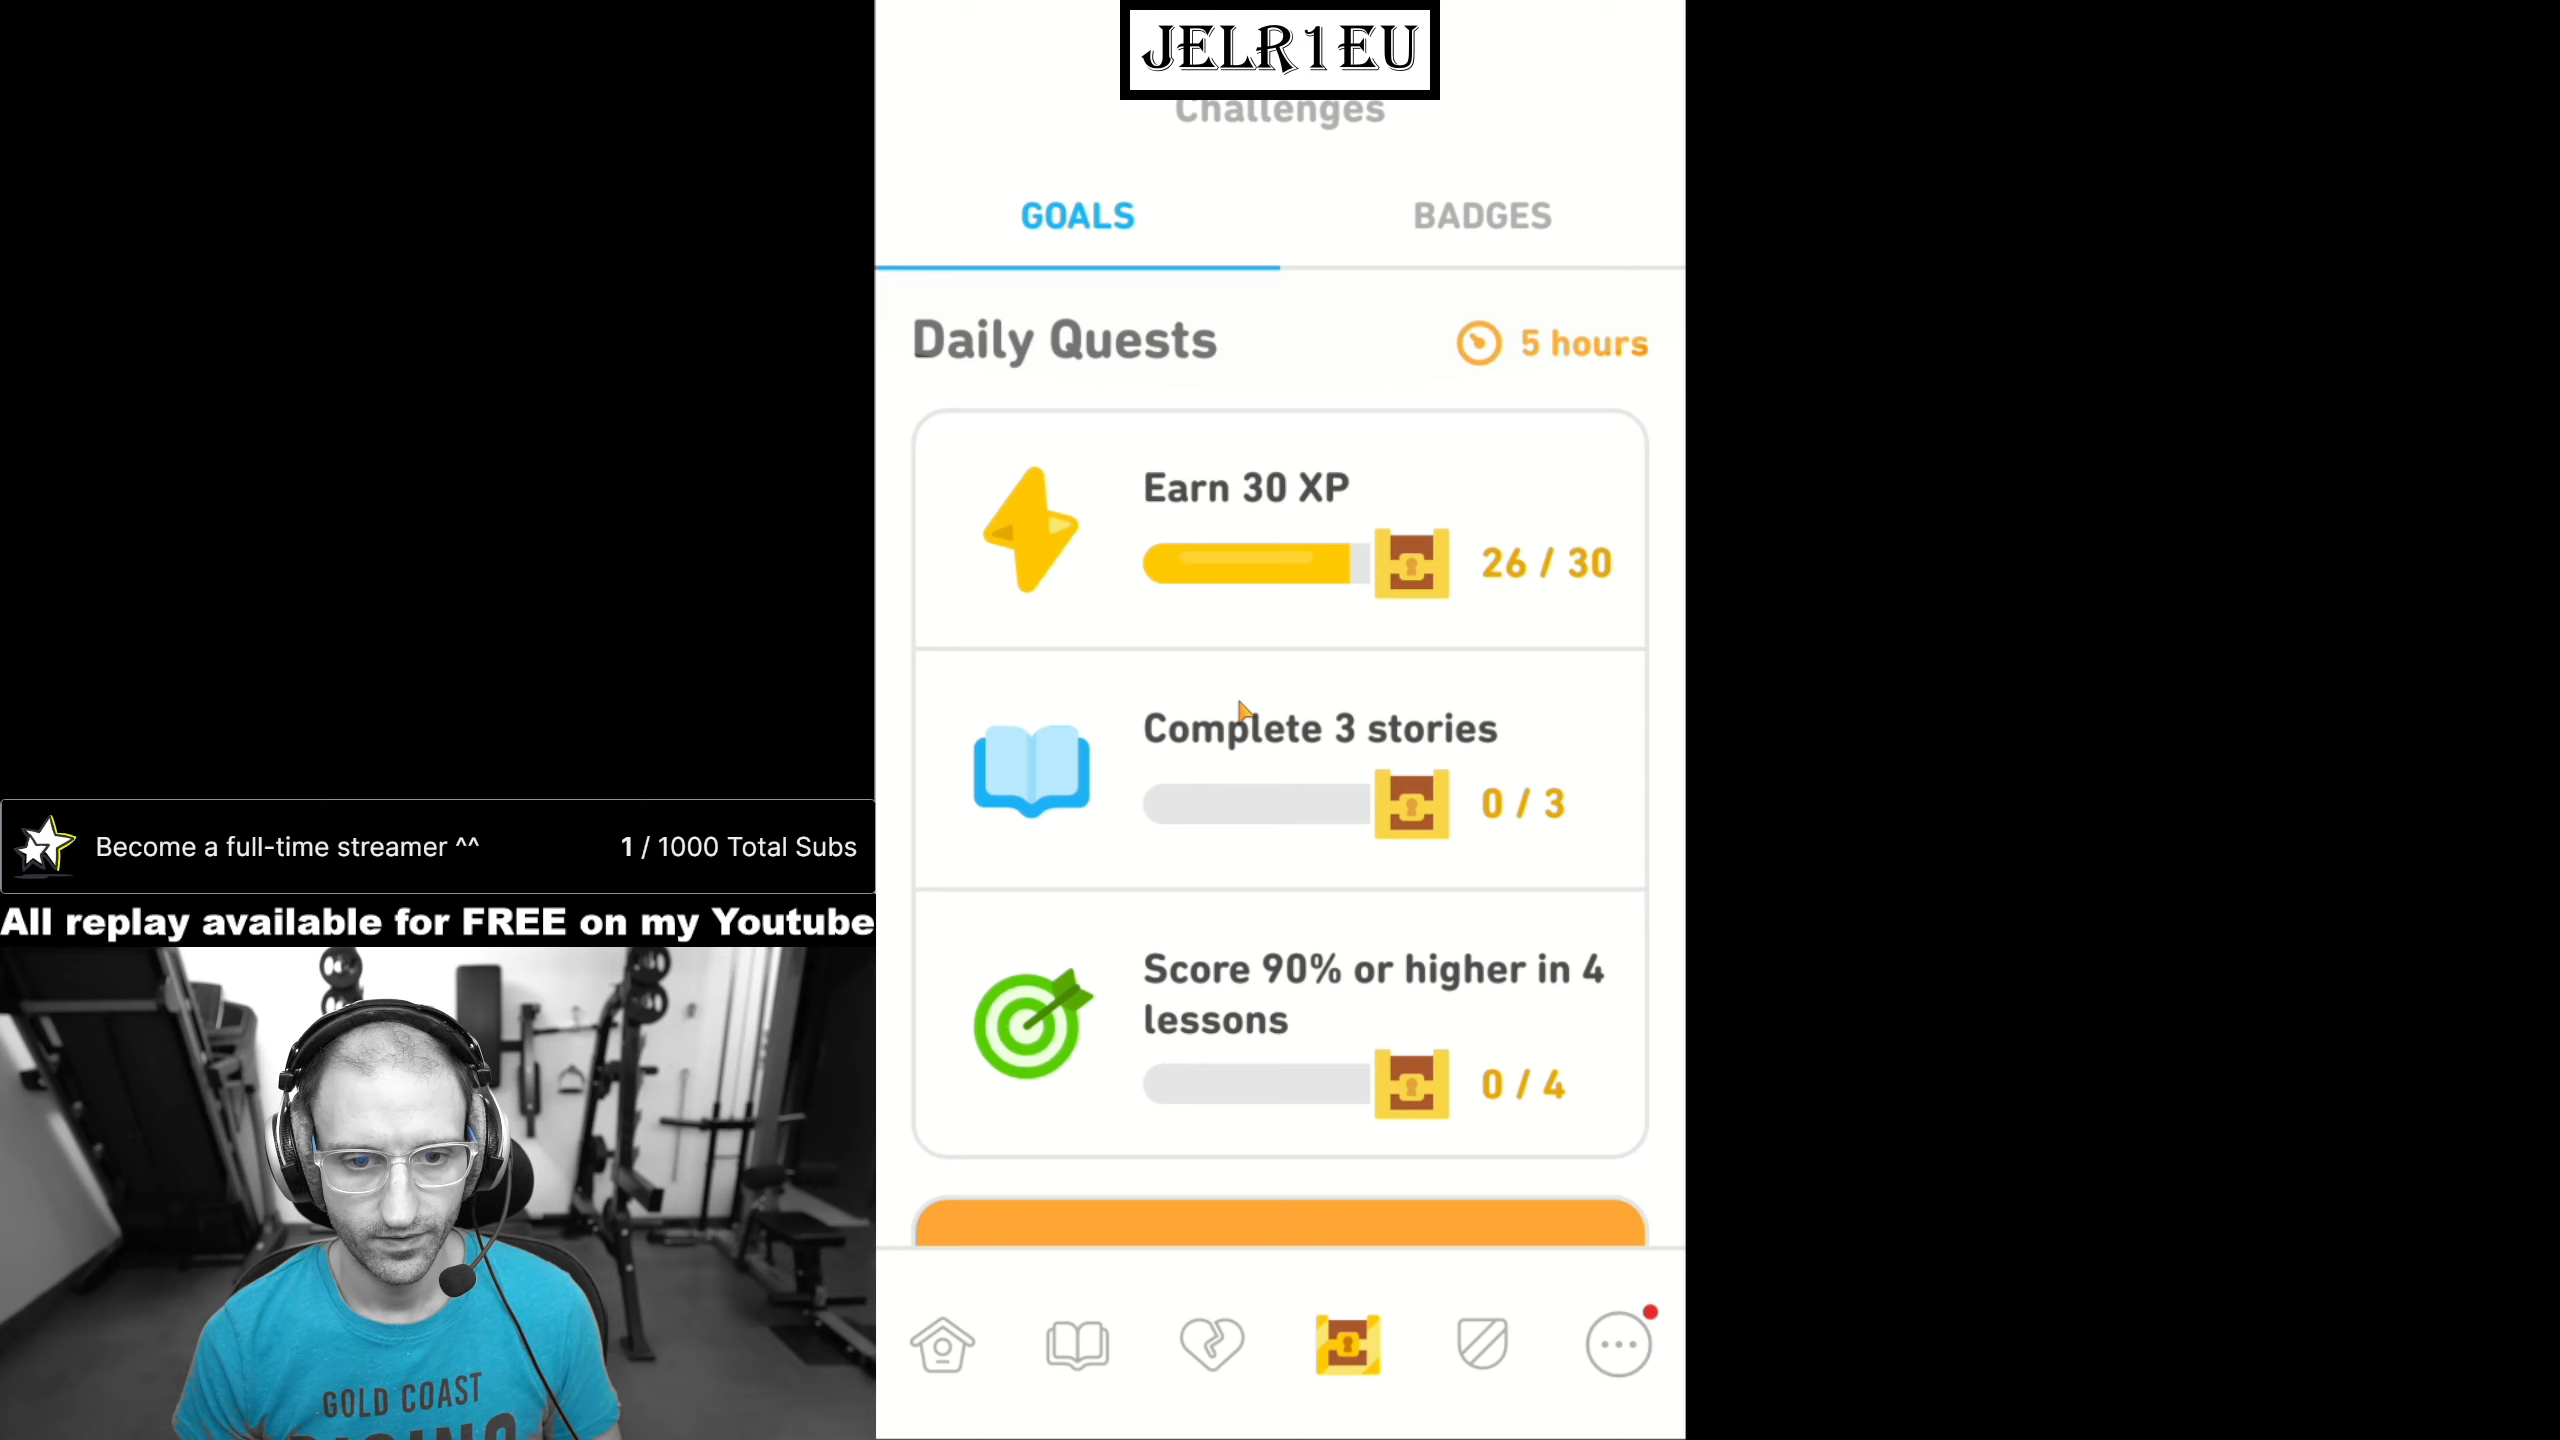 JELR1EU
Challenges
GOALS
BADGES
Daily Quests
5 hours
Earn 30 XP
26 / 30
Complete 3 stories
0 / 3
Score 90% or higher in 4
lessons
0 / 4
Become a full-time streamer ^^
1 / 1000 Total Subs
All replay available for FREE on my Youtube
GOLD COAST